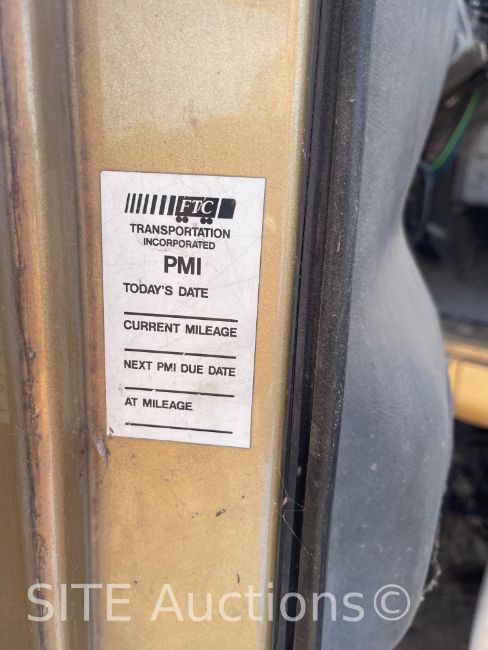 FTC
TRANSPORTATION
INCORPORATED
PMI
TODAY'S DATE
CURRENT MILEAGE
NEXT PMI DUE DATE
AT MILEAGE
SITE Auctions©